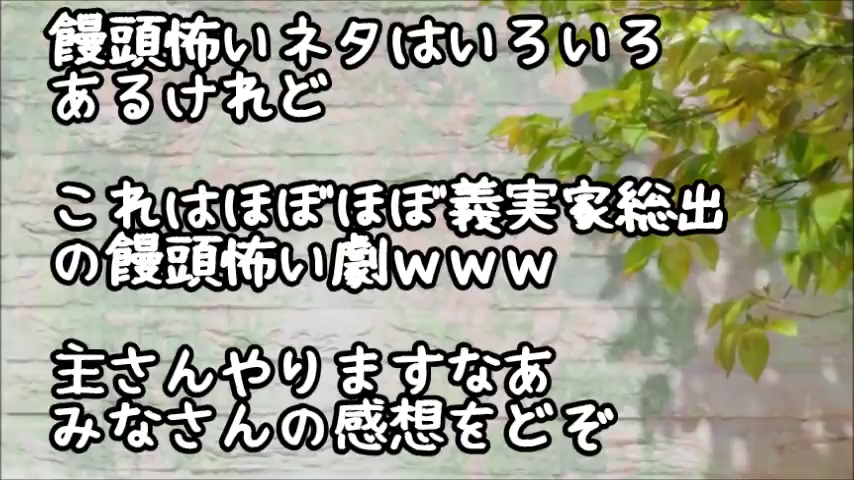 饅頭怖いネタはいろいろ
あるけれど
これはほぼほぼ義実家総出
の饅頭怖い劇ｗｗｗ
主さんやりますなあ
みなさんの感想をどぞ